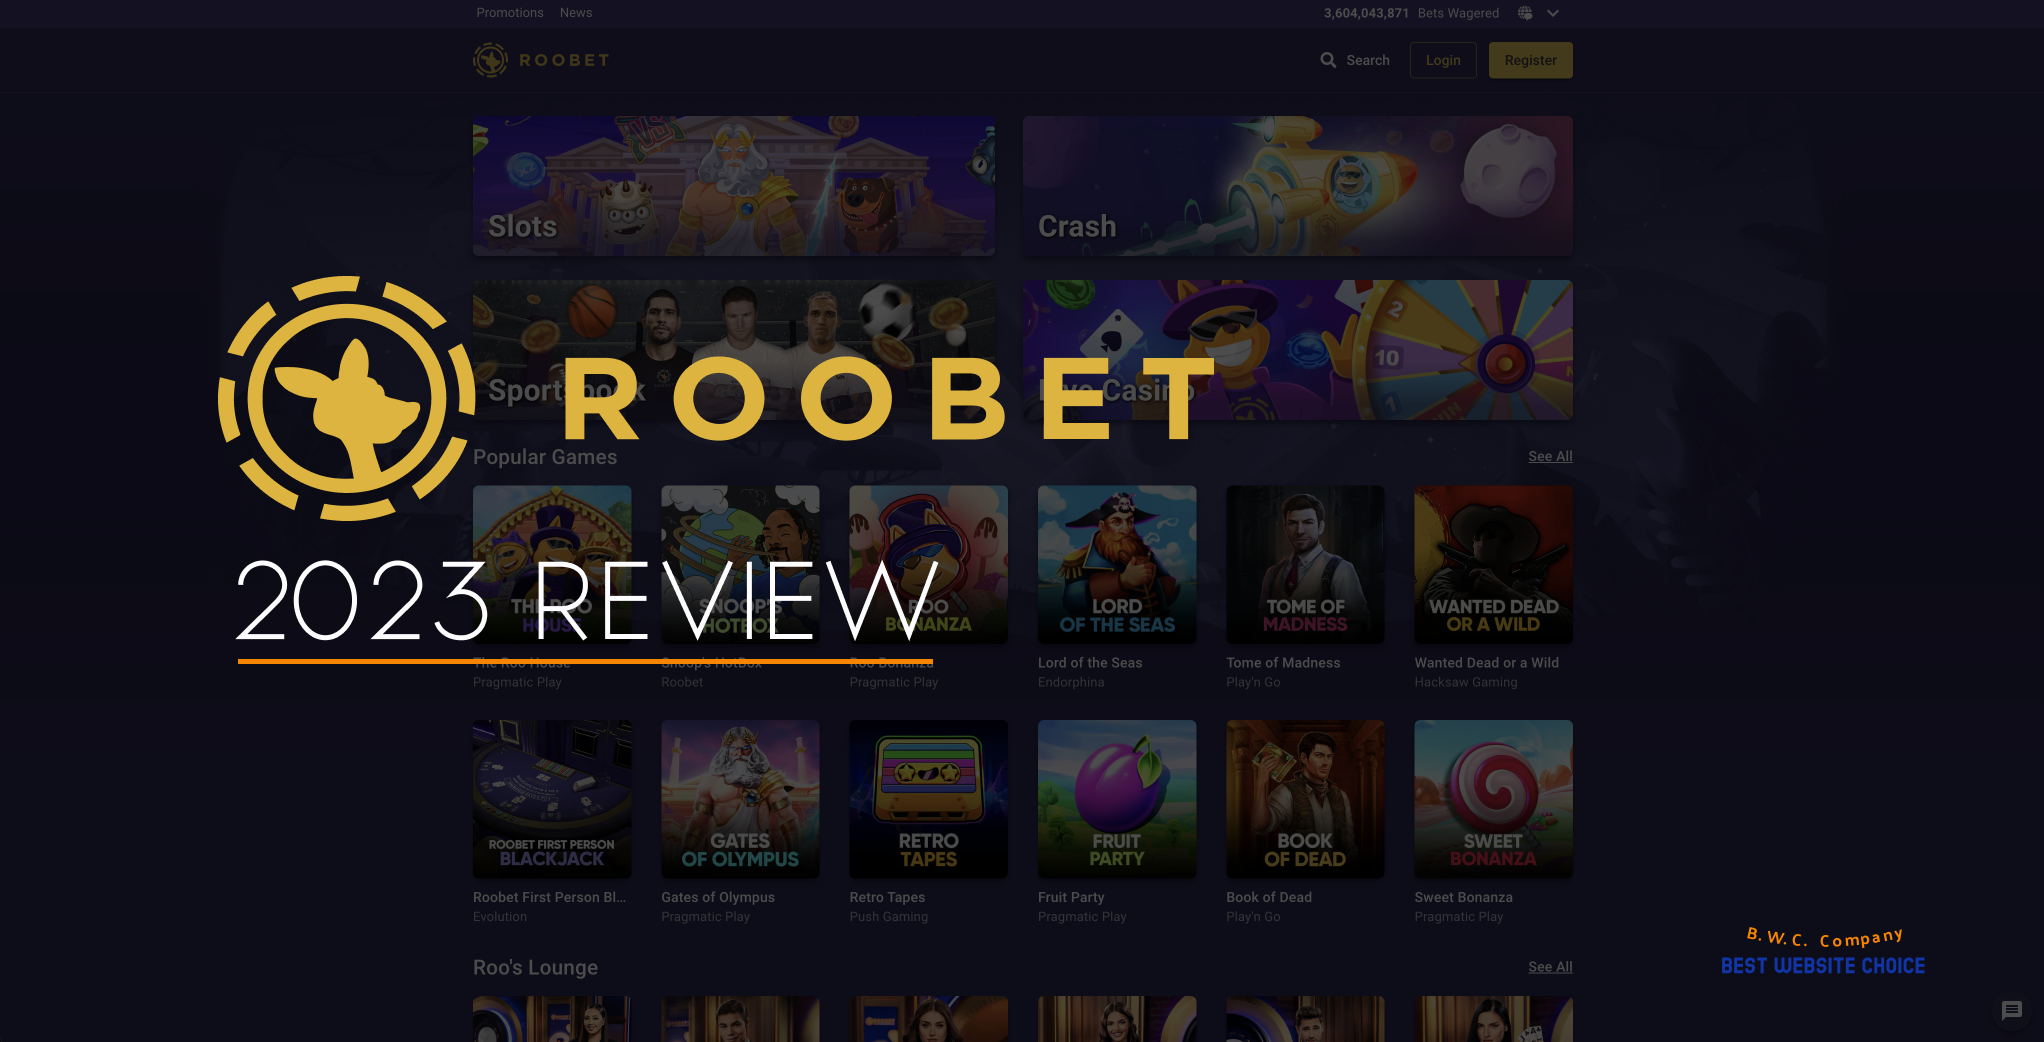 Promotions News
3,604,043,871 Bets Wagered
ROOBET
Search
Login
Register
Slots
Crash
VS
Sportsbook
Live Casino
2
10
1
ROOBET
Popular Games
See All
2023 REVIEW
THE ROO
HOUSE
SNOOP'S
HOTBOX
ROO
BONANZA
LORD
OF THE SEAS
TOME OF
MADNESS
WANTED DEAD
OR A WILD
The Roo House
Pragmatic Play
Snoop's HotBox
Roobet
Roo Bonanza
Pragmatic Play
Lord of the Seas
Endorphina
Tome of Madness
Play'n Go
Wanted Dead or a Wild
Hacksaw Gaming
ROOBET FIRST PERSON
BLACKJACK
GATES
OF OLYMPUS
RETRO
TAPES
FRUIT
PARTY
BOOK
OF DEAD
SWEET
BONANZA
Roobet First Person Bl...
Evolution
Gates of Olympus
Pragmatic Play
Retro Tapes
Push Gaming
Fruit Party
Pragmatic Play
Book of Dead
Play'n Go
Sweet Bonanza
Pragmatic Play
B.W.C. Company
BEST WEBSITE CHOICE
Roo's Lounge
See All